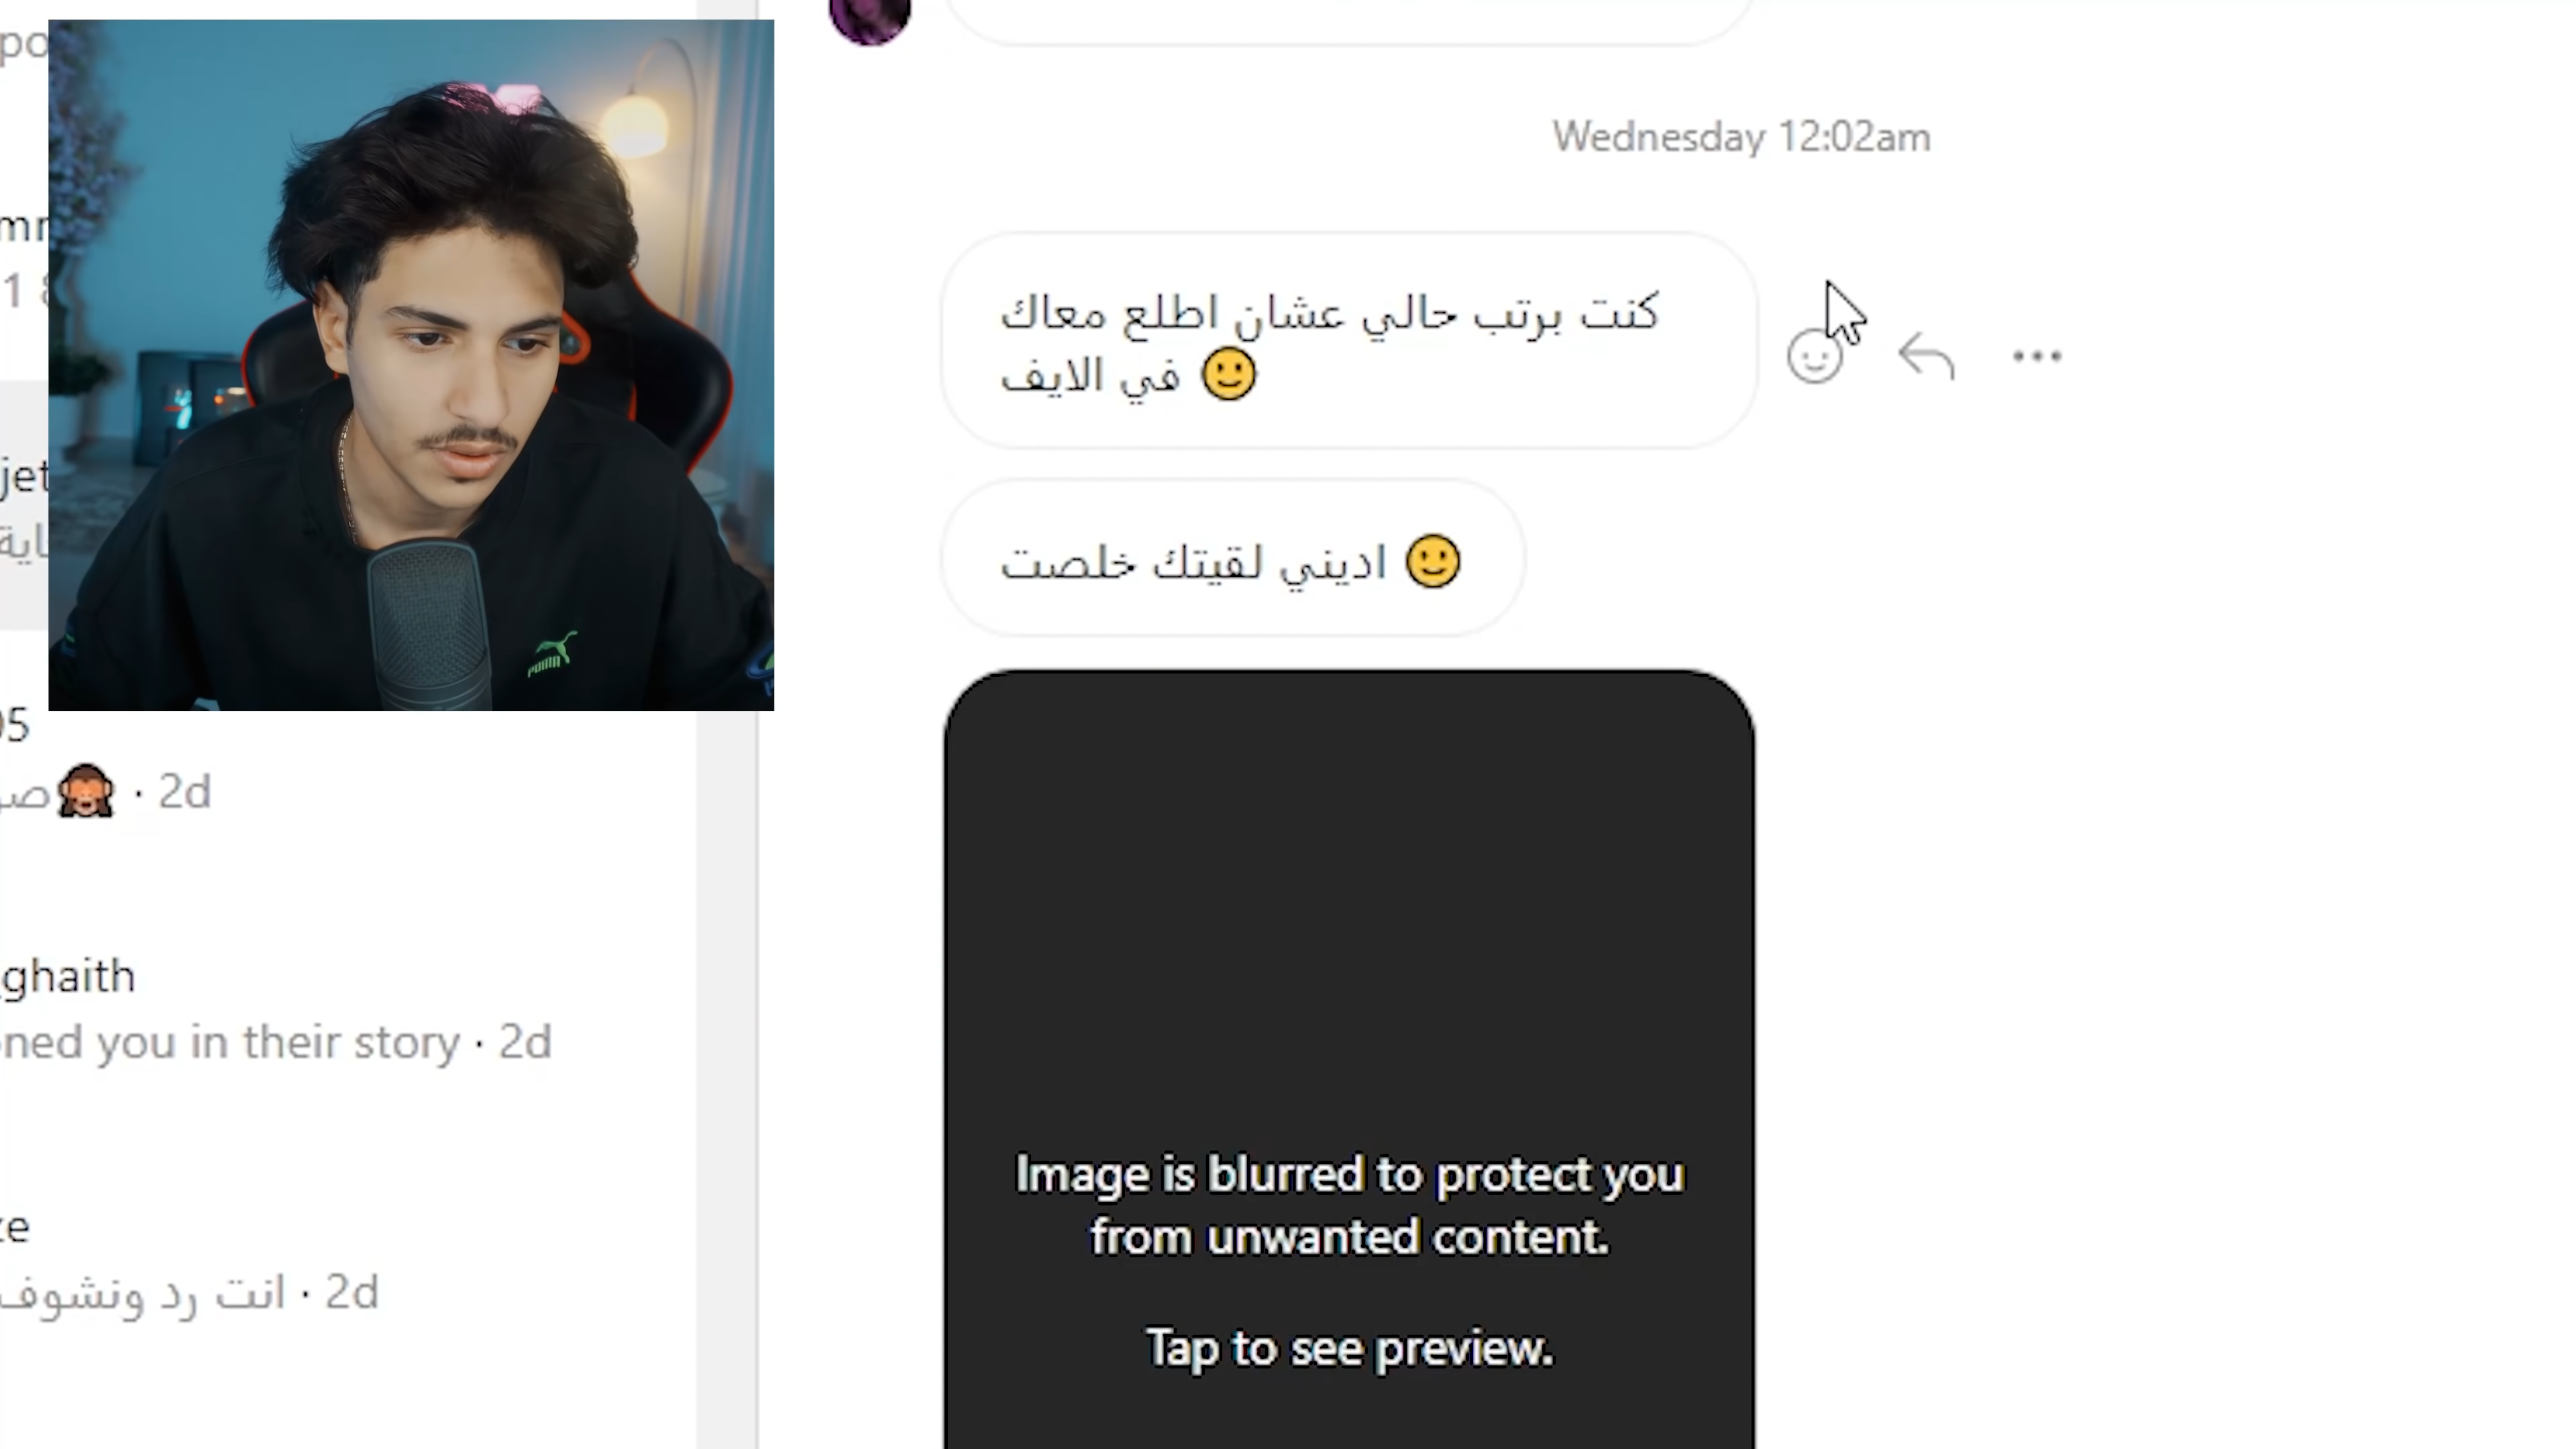 Wednesday 12:02am
كنت برتب حالي عشان اطلع معاك
في الايف 🙂
اديني لقيتك خلصت 🙂
Image is blurred to protect you
from unwanted content.
Tap to see preview.
PUMA
05
2d
ghaith
you in their story · 2d
انت رد ونشوف · 2d